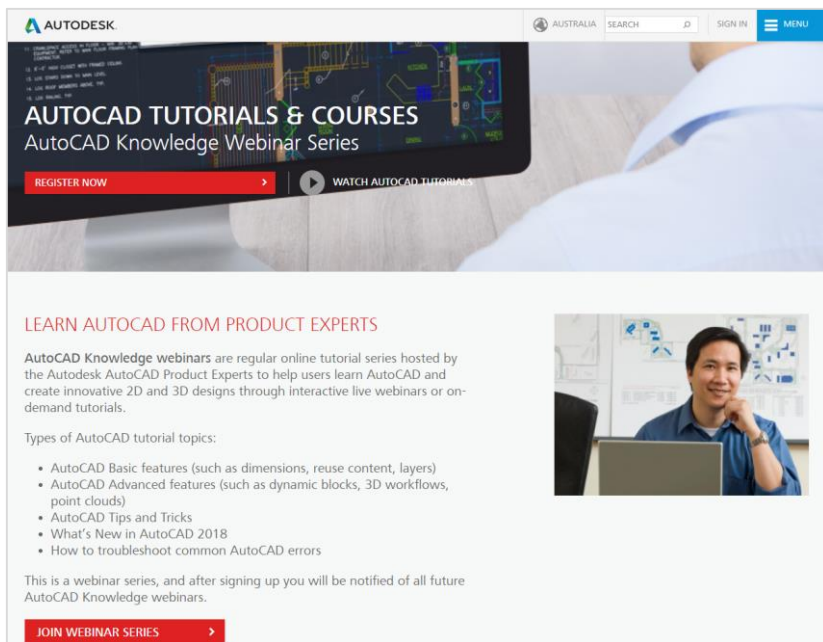 AUTODESK.
AUSTRALIA
SEARCH
SIGN IN
MENU
AUTOCAD TUTORIALS & COURSES
AutoCAD Knowledge Webinar Series
REGISTER NOW
WATCH AUTOCAD TUTORIALS
LEARN AUTOCAD FROM PRODUCT EXPERTS
AutoCAD Knowledge webinars are regular online tutorial series hosted by
the Autodesk AutoCAD Product Experts to help users learn AutoCAD and
create innovative 2D and 3D designs through interactive live webinars or on-
demand tutorials.
Types of AutoCAD tutorial topics:
• AutoCAD Basic features (such as dimensions, reuse content, layers)
• AutoCAD Advanced features (such as dynamic blocks, 3D workflows,
point clouds)
• AutoCAD Tips and Tricks
• What's New in AutoCAD 2018
• How to troubleshoot common AutoCAD errors
This is a webinar series, and after signing up you will be notified of all future
AutoCAD Knowledge webinars.
JOIN WEBINAR SERIES